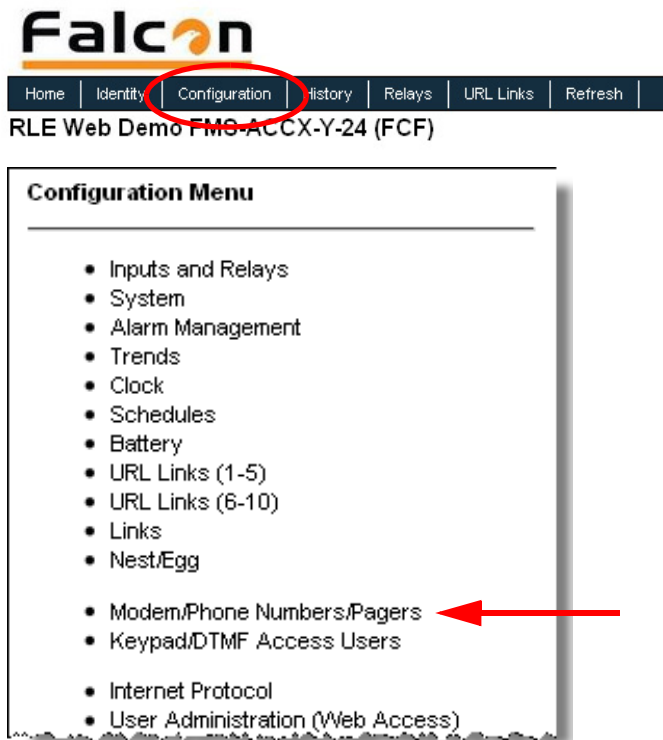 Falcon
Home Identity Configuration History Relays URL Links Refresh
RLE Web Demo FMS-ACCX-Y-24 (FCF)
Configuration Menu
• Inputs and Relays
• System
• Alarm Management
• Trends
• Clock
• Schedules
• Battery
• URL Links (1-5)
• URL Links (6-10)
• Links
• Nest/Egg
• Modem/Phone Numbers/Pagers
• Keypad/DTMF Access Users
• Internet Protocol
• User Administration (Web Access)